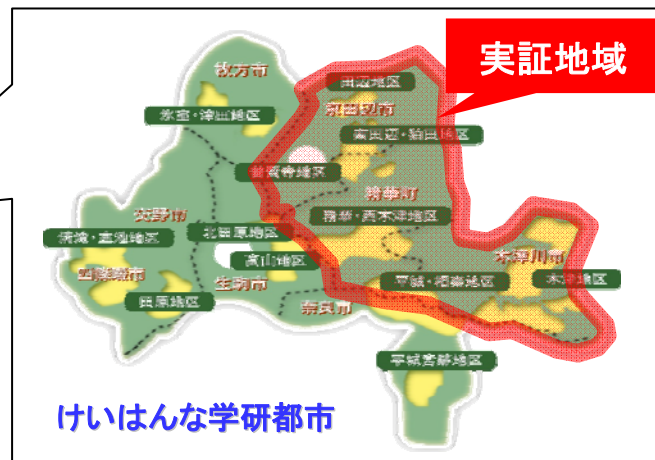 実証地域
枚方市
田辺地区
京田辺市
氷室・津田地区
南田辺・狛田地区
普賢寺地区
精華町
精華・西木津地区
交野市
北田原地区
清滝・室池地区
木津川市
高山地区
四條畷市
生駒市
平城・相楽地区
木津地区
田原地区
奈良市
平城宮跡地区
けいはんな学研都市